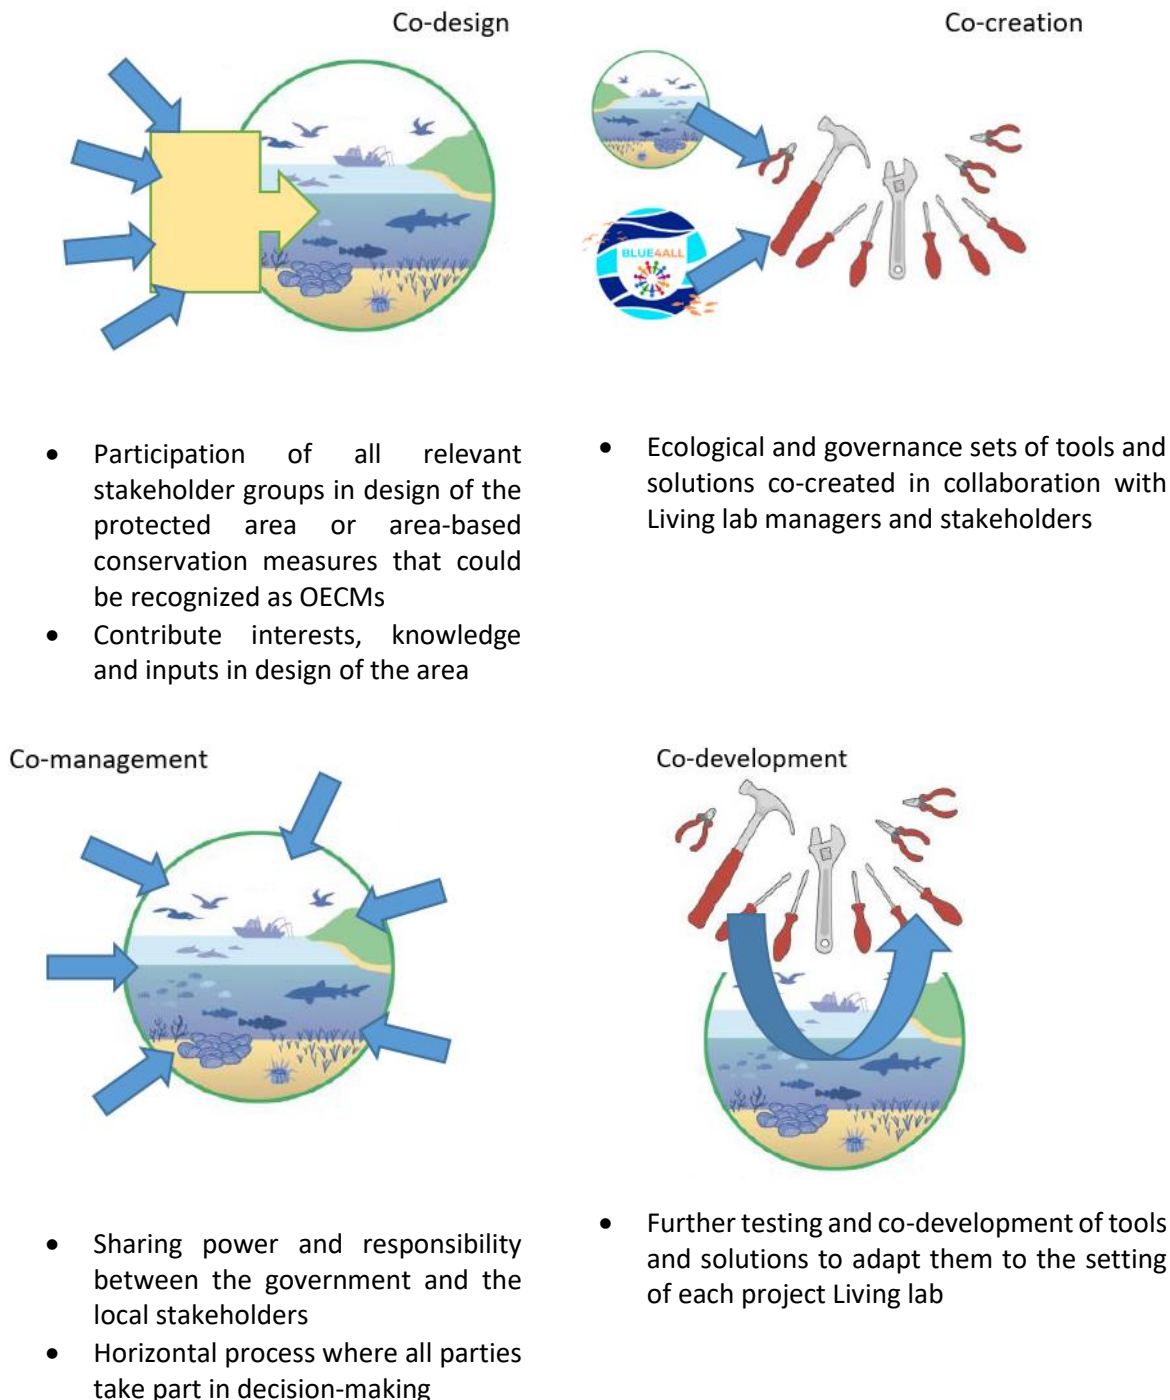 Co-design
Co-creation
BLUE4ALL
• Participation of all relevant
stakeholder groups in design of the
protected area or area-based
conservation measures that could
be recognized as OECMs
• Contribute interests, knowledge
and inputs in design of the area
• Ecological and governance sets of tools and
solutions co-created in collaboration with
Living lab managers and stakeholders
Co-management
Co-development
• Sharing power and responsibility
between the government and the
local stakeholders
• Horizontal process where all parties
take part in decision-making
• Further testing and co-development of tools
and solutions to adapt them to the setting
of each project Living lab